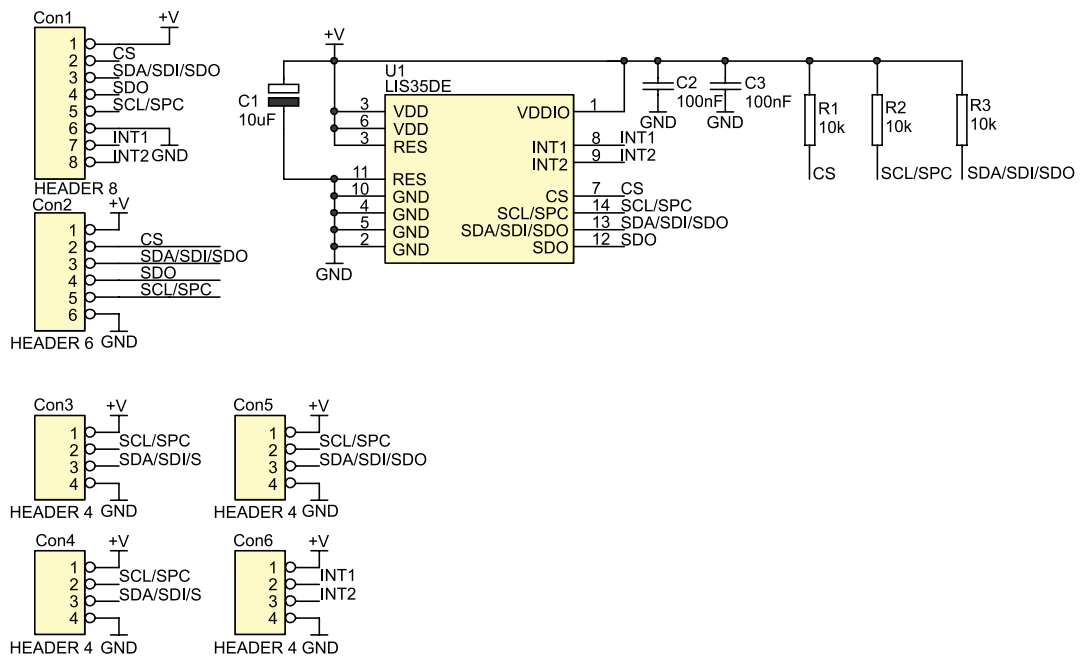 Con1
+V
1
2 CS
3 SDA/SDI/SDO
4 SDO
5 SCL/SPC
6
7 INT1
8 INT2 GND
HEADER 8
Con2
+V
1
2 CS
3 SDA/SDI/SDO
4 SDO
5 SCL/SPC
6
HEADER 6 GND
+V
C1
10uF
U1
LIS35DE
3 VDD
6 VDD
3 RES
11 RES
10 GND
4 GND
5 GND
2 GND
GND
VDDIO 1
INT1 8 INT1
INT2 9 INT2
CS 7 CS
SCL/SPC 14 SCL/SPC
SDA/SDI/SDO 13 SDA/SDI/SDO
SDO 12 SDO
C2
100nF
GND
C3
100nF
GND
R1
10k
CS
R2
10k
SCL/SPC
R3
10k
SDA/SDI/SDO
Con3
+V
1
2 SCL/SPC
3 SDA/SDI/S
4
HEADER 4 GND
Con5
+V
1
2 SCL/SPC
3 SDA/SDI/SDO
4
HEADER 4 GND
Con4
+V
1
2 SCL/SPC
3 SDA/SDI/S
4
HEADER 4 GND
Con6
+V
1
2 INT1
3 INT2
4
HEADER 4 GND